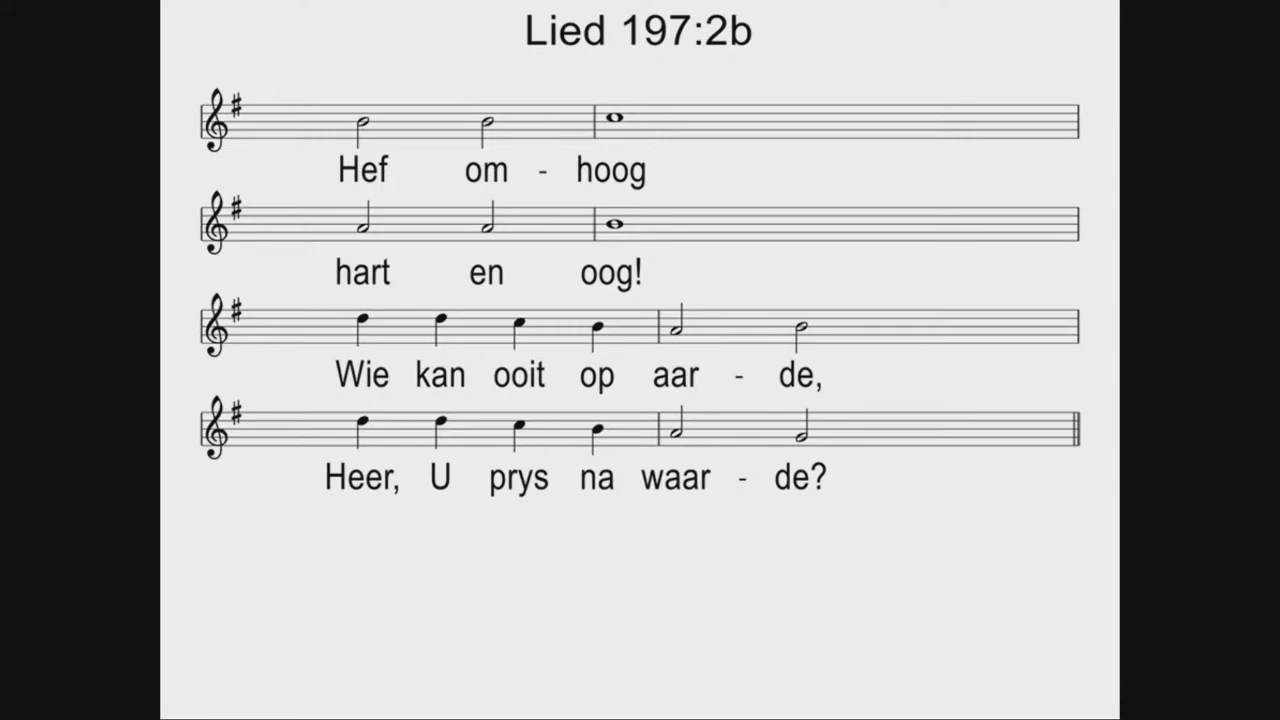 Lied 197:2b
Hef om - hoog
hart en oog!
Wie kan ooit op aar - de,
Heer, U prys na waar - de?